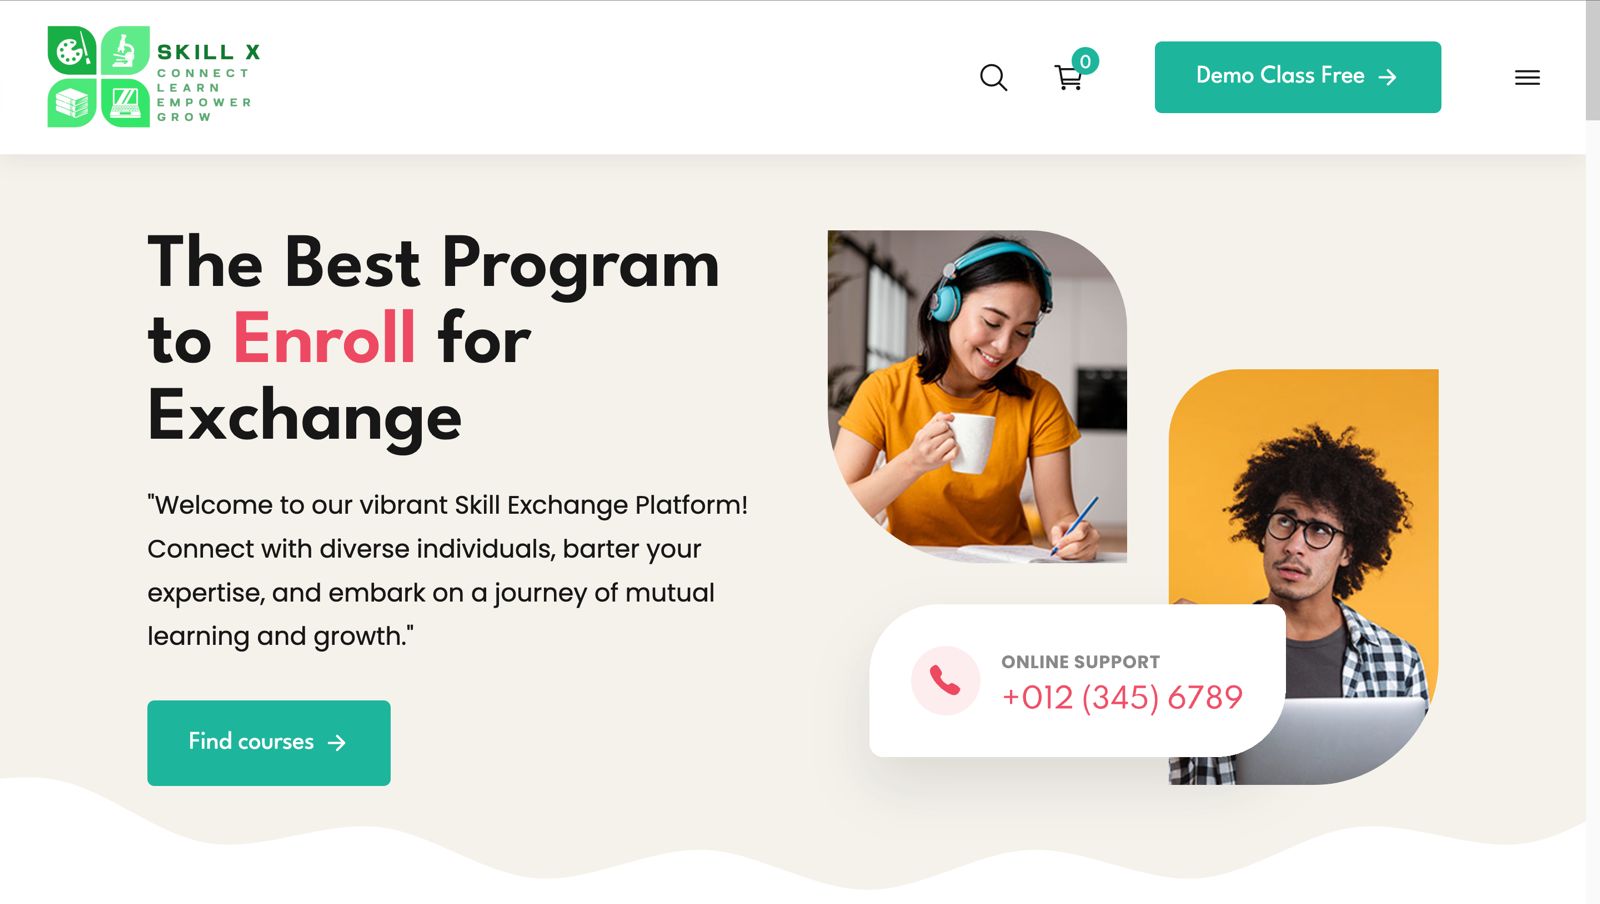 SKILL X
CONNECT
LEARN
EMPOWER
GROW
0
Demo Class Free
The Best Program
to Enroll for
Exchange
"Welcome to our vibrant Skill Exchange Platform!
Connect with diverse individuals, barter your
expertise, and embark on a journey of mutual
learning and growth."
Find courses
ONLINE SUPPORT
+012 (345) 6789